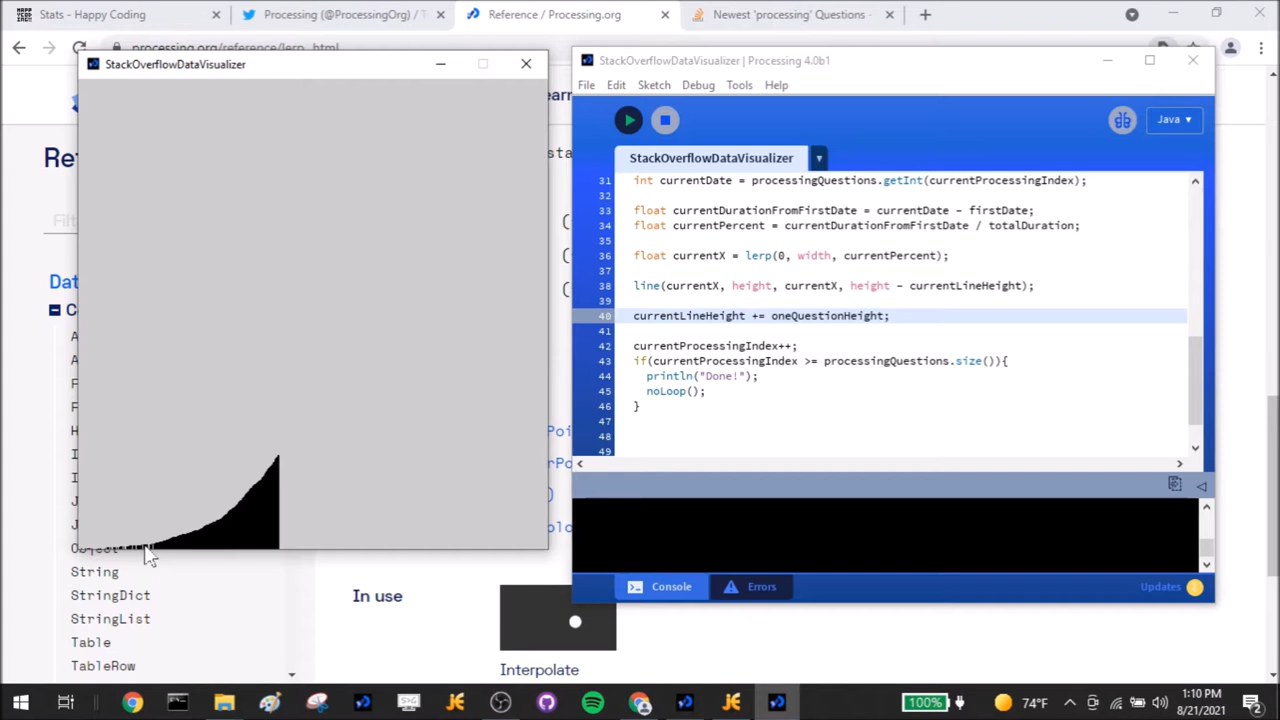 Stats - Happy Coding
Processing (@ProcessingOrg) / T
Reference / Processing.org
Newest 'processing' Questions -
processing.org/reference/lerp_html
StackOverflowDataVisualizer
StackOverflowDataVisualizer | Processing 4.0b1
File Edit Sketch Debug Tools Help
Java
StackOverflowDataVisualizer
31 int currentDate = processingQuestions.getInt(currentProcessingIndex);
32
33 float currentDurationFromFirstDate = currentDate - firstDate;
34 float currentPercent = currentDurationFromFirstDate / totalDuration;
35
36 float currentX = lerp(0, width, currentPercent);
37
38 line(currentX, height, currentX, height - currentLineHeight);
39
40 currentLineHeight += oneQuestionHeight;
41
42 currentProcessingIndex++;
43 if(currentProcessingIndex >= processingQuestions.size()){
44 println("Done!");
45 noLoop();
46 }
47
48
49
Console
Errors
Updates
String
StringDict
StringList
Table
TableRow
In use
Interpolate
100%
74°F
1:10 PM
8/21/2021
2